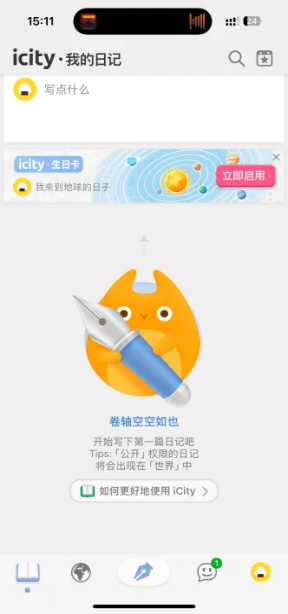 15:11
24
icity·我的日记
写点什么
icity·生日卡
我来到地球的日子
立即启用
卷轴空空如也
开始写下第一篇日记吧
Tips:「公开」权限的日记
将会出现在「世界」中
如何更好地使用 iCity
1